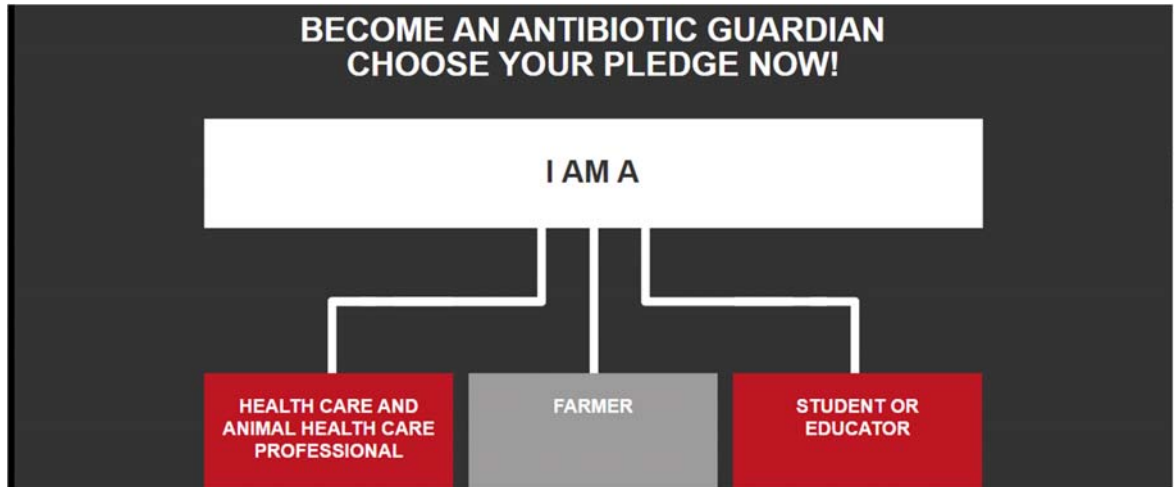 BECOME AN ANTIBIOTIC GUARDIAN
CHOOSE YOUR PLEDGE NOW!
I AM A
HEALTH CARE AND
ANIMAL HEALTH CARE
PROFESSIONAL
FARMER
STUDENT OR
EDUCATOR